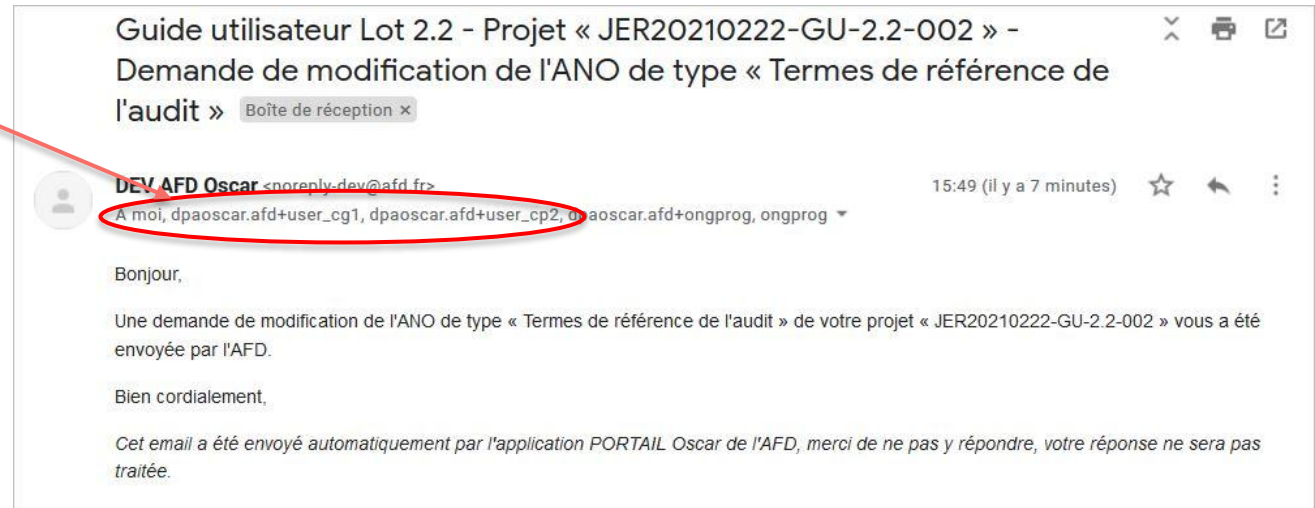 Guide utilisateur Lot 2.2 - Projet « JER20210222-GU-2.2-002 » -
Demande de modification de l'ANO de type « Termes de référence de
l'audit » Boîte de réception ×
DEV AFD Oscar <noreply-dev@afd.fr> 15:49 (il y a 7 minutes)
À moi, dpaoscar.afd+user_cg1, dpaoscar.afd+user_cp2, dpaoscar.afd+ongprog, ongprog
Bonjour,
Une demande de modification de l'ANO de type « Termes de référence de l'audit » de votre projet « JER20210222-GU-2.2-002 » vous a été
envoyée par l'AFD.
Bien cordialement,
Cet email a été envoyé automatiquement par l'application PORTAIL Oscar de l'AFD, merci de ne pas y répondre, votre réponse ne sera pas
traitée.